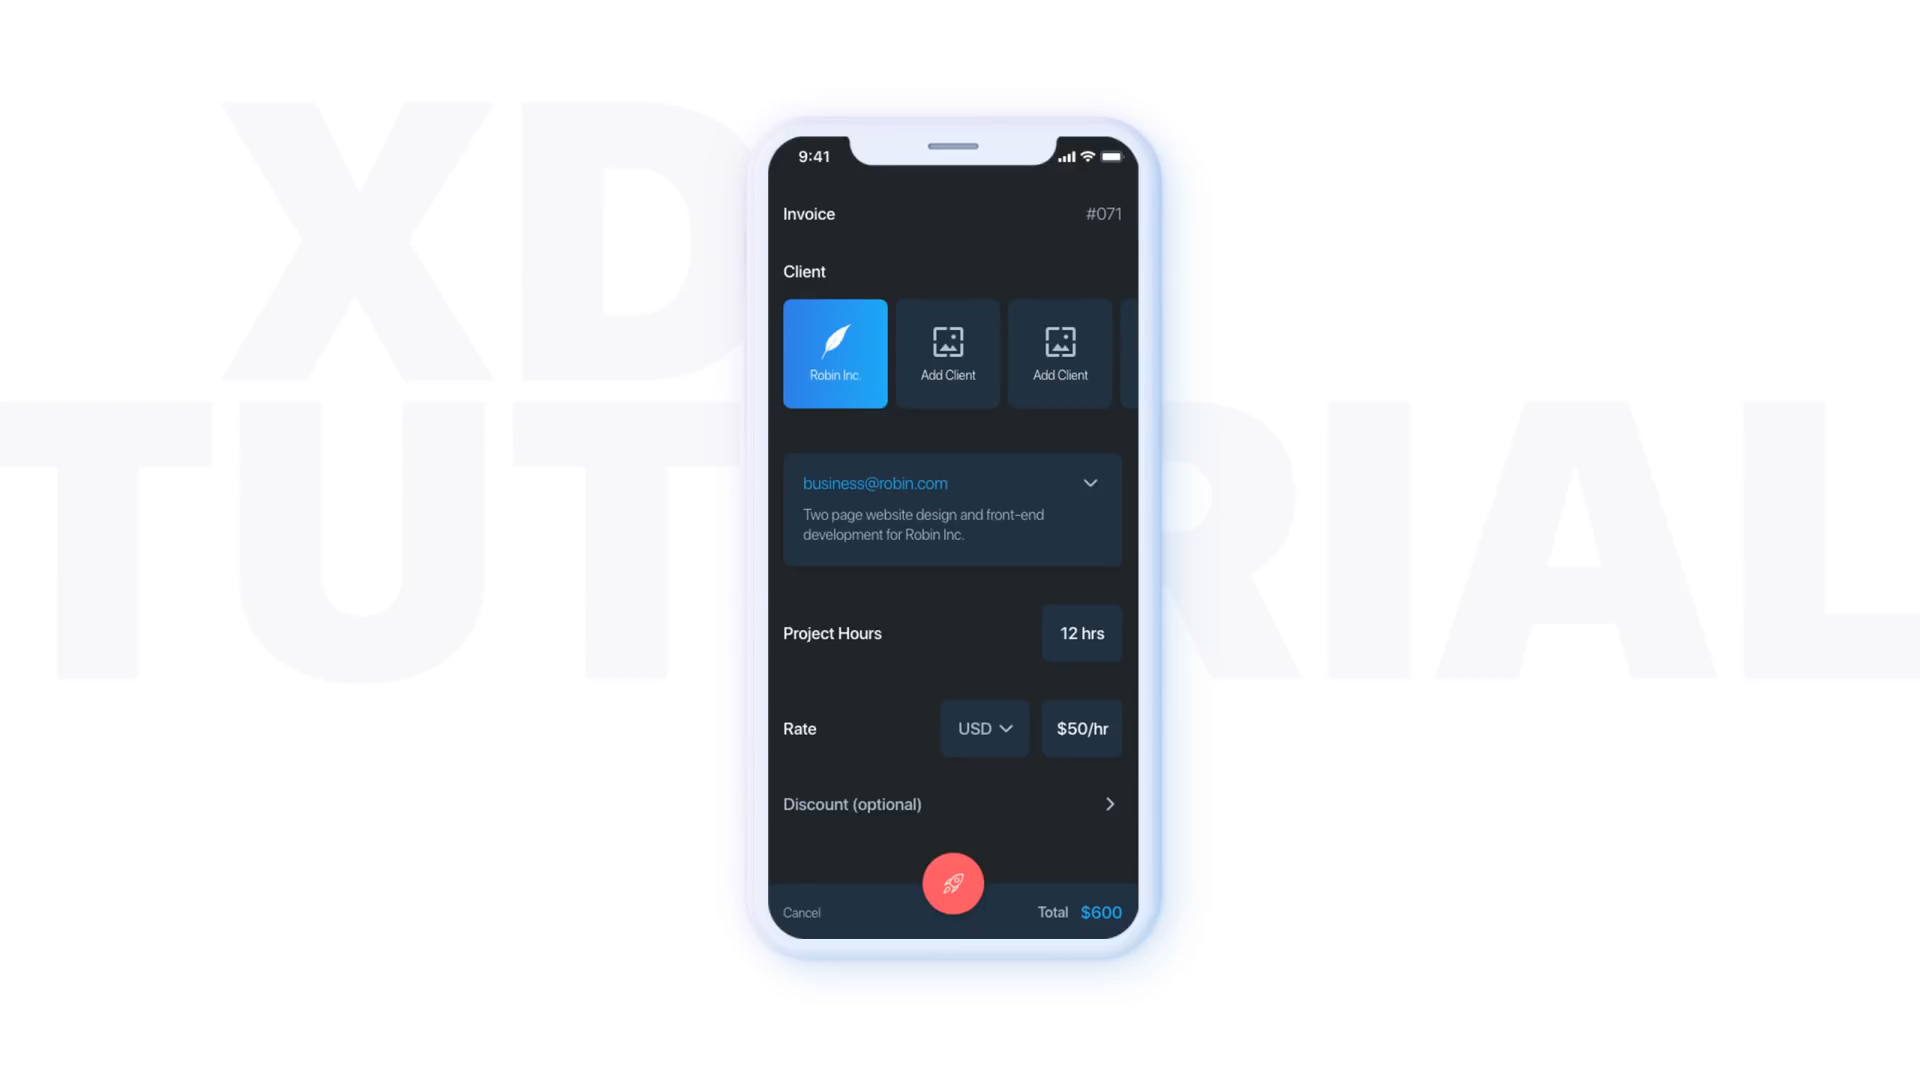 XD
TUTORIAL
9:41
Invoice #071
Client
Robin Inc. Add Client Add Client
business@robin.com
Two page website design and front-end
development for Robin Inc.
Project Hours 12 hrs
Rate USD $50/hr
Discount (optional)
Cancel Total $600